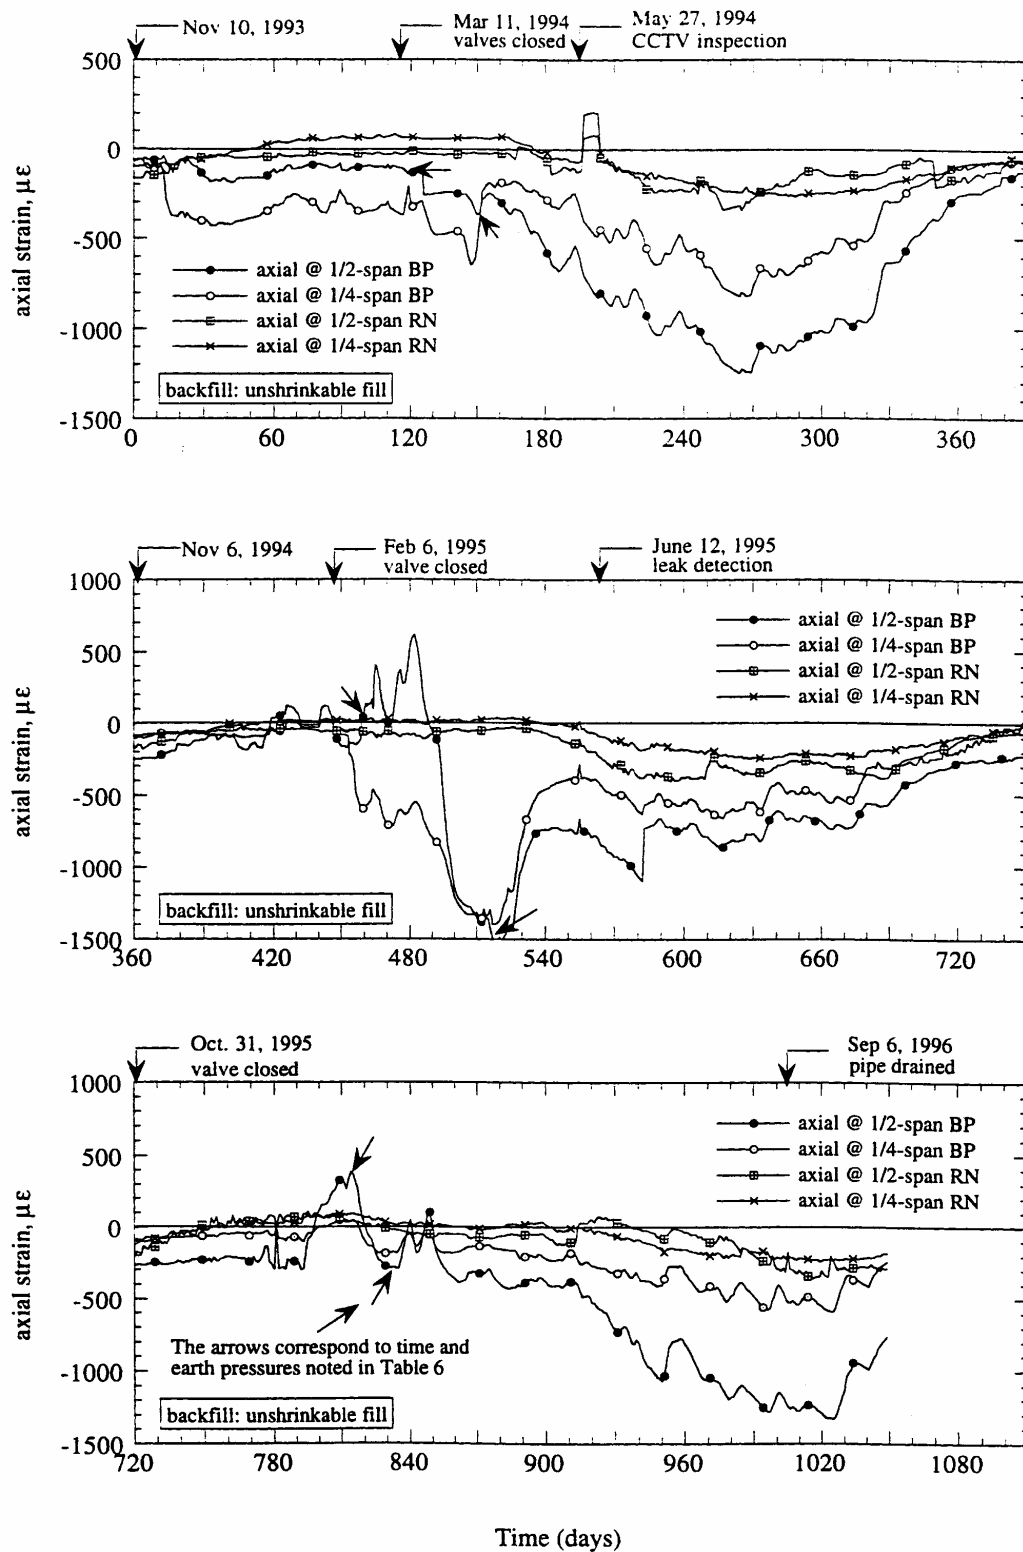 Nov 10, 1993
Mar 11, 1994
valves closed
May 27, 1994
CCTV inspection
500
0
-500
-1000
-1500
axial strain, µε
axial @ 1/2-span BP
axial @ 1/4-span BP
axial @ 1/2-span RN
axial @ 1/4-span RN
backfill: unshrinkable fill
0
60
120
180
240
300
360
Nov 6, 1994
Feb 6, 1995
valve closed
June 12, 1995
leak detection
1000
500
0
-500
-1000
-1500
axial strain, µε
axial @ 1/2-span BP
axial @ 1/4-span BP
axial @ 1/2-span RN
axial @ 1/4-span RN
backfill: unshrinkable fill
360
420
480
540
600
660
720
Oct. 31, 1995
valve closed
Sep 6, 1996
pipe drained
1000
500
0
-500
-1000
-1500
axial strain, µε
axial @ 1/2-span BP
axial @ 1/4-span BP
axial @ 1/2-span RN
axial @ 1/4-span RN
The arrows correspond to time and
earth pressures noted in Table 6
backfill: unshrinkable fill
720
780
840
900
960
1020
1080
Time (days)